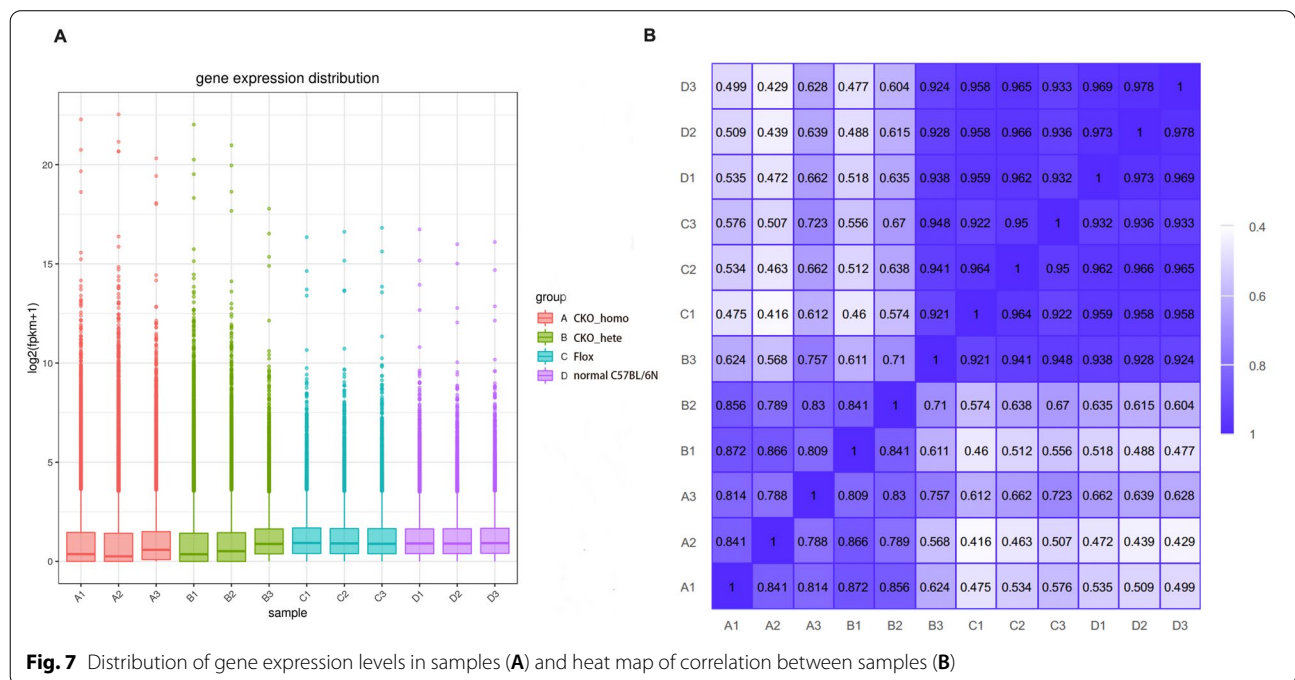 A
gene expression distribution
log2(fpkm+1)
20
15
10
5
0
A1 A2 A3 B1 B2 B3 C1 C2 C3 D1 D2 D3
sample
group
A CKO_homo
B CKO_hete
C Flox
D normal C57BL/6N
B
D3 0.499 0.429 0.628 0.477 0.604 0.924 0.958 0.965 0.933 0.969 0.978 1
D2 0.509 0.439 0.639 0.488 0.615 0.928 0.958 0.966 0.936 0.973 1 0.978
D1 0.535 0.472 0.662 0.518 0.635 0.938 0.959 0.962 0.932 1 0.973 0.969
C3 0.576 0.507 0.723 0.556 0.67 0.948 0.922 0.95 1 0.932 0.936 0.933
C2 0.534 0.463 0.662 0.512 0.638 0.941 0.964 1 0.95 0.962 0.966 0.965
C1 0.475 0.416 0.612 0.46 0.574 0.921 1 0.964 0.922 0.959 0.958 0.958
B3 0.624 0.568 0.757 0.611 0.71 1 0.921 0.941 0.948 0.938 0.928 0.924
B2 0.856 0.789 0.83 0.841 1 0.71 0.574 0.638 0.67 0.635 0.615 0.604
B1 0.872 0.866 0.809 1 0.841 0.611 0.46 0.512 0.556 0.518 0.488 0.477
A3 0.814 0.788 1 0.809 0.83 0.757 0.612 0.662 0.723 0.662 0.639 0.628
A2 0.841 1 0.788 0.866 0.789 0.568 0.416 0.463 0.507 0.472 0.439 0.429
A1 1 0.841 0.814 0.872 0.856 0.624 0.475 0.534 0.576 0.535 0.509 0.499
A1 A2 A3 B1 B2 B3 C1 C2 C3 D1 D2 D3
0.4
0.6
0.8
1
Fig. 7 Distribution of gene expression levels in samples (A) and heat map of correlation between samples (B)